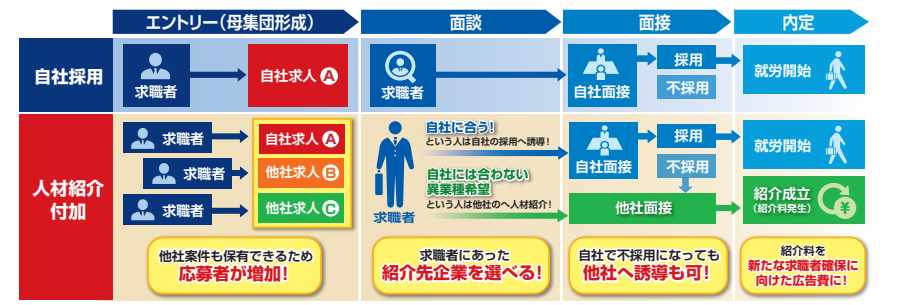 エントリー（母集団形成）
面談
面接
内定
自社採用
求職者
自社求人 A
求職者
自社面接
採用
不採用
就労開始
人材紹介
付加
求職者
自社求人 A
求職者
他社求人 B
求職者
他社求人 C
求職者
自社に合う！
という人は自社の採用へ誘導！
自社には合わない
異業種希望
という人は他社のへ人材紹介！
自社面接
採用
不採用
他社面接
就労開始
紹介成立
（紹介料発生）
¥
他社案件も保有できるため
応募者が増加！
求職者にあった
紹介先企業を選べる！
自社で不採用になっても
他社へ誘導も可！
紹介料を
新たな求職者確保に
向けた広告費に！